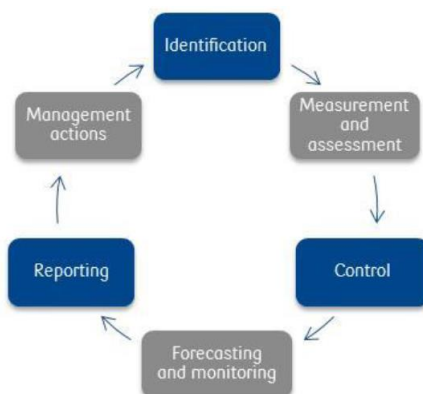 Identification
Measurement
and
assessment
Control
Forecasting
and monitoring
Reporting
Management
actions